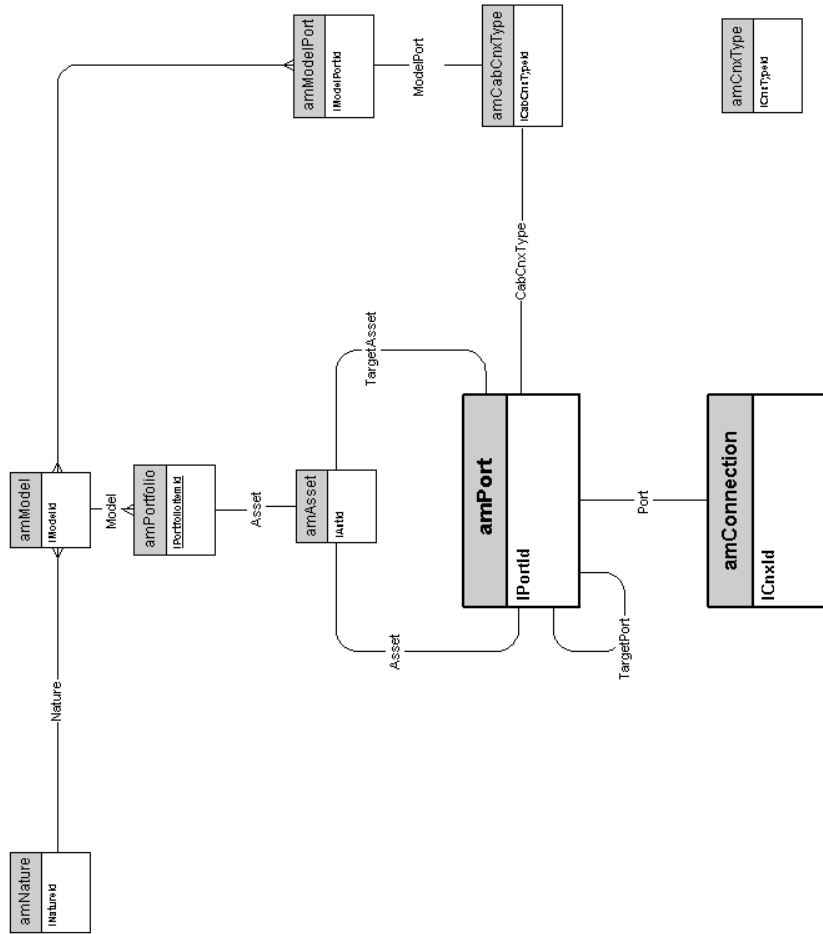 amNature
lNatureId
Nature
amModel
lModelId
Model
amPortfolio
lPortfolioItemId
Asset
amAsset
lAstId
Asset
TargetAsset
amModelPort
lModelPortId
ModelPort
amCabCnxType
lCabCnxTypeId
CabCnxType
amPort
lPortId
TargetPort
Port
amConnection
lCnxId
amCnxType
lCnxTypeId